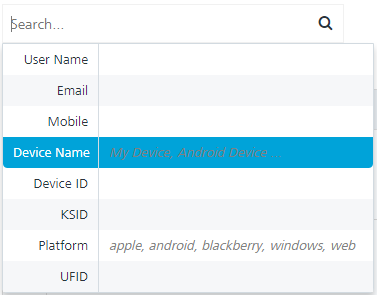 Search...
User Name
Email
Mobile
Device Name My Device, Android Device ...
Device ID
KSID
Platform apple, android, blackberry, windows, web
UFID